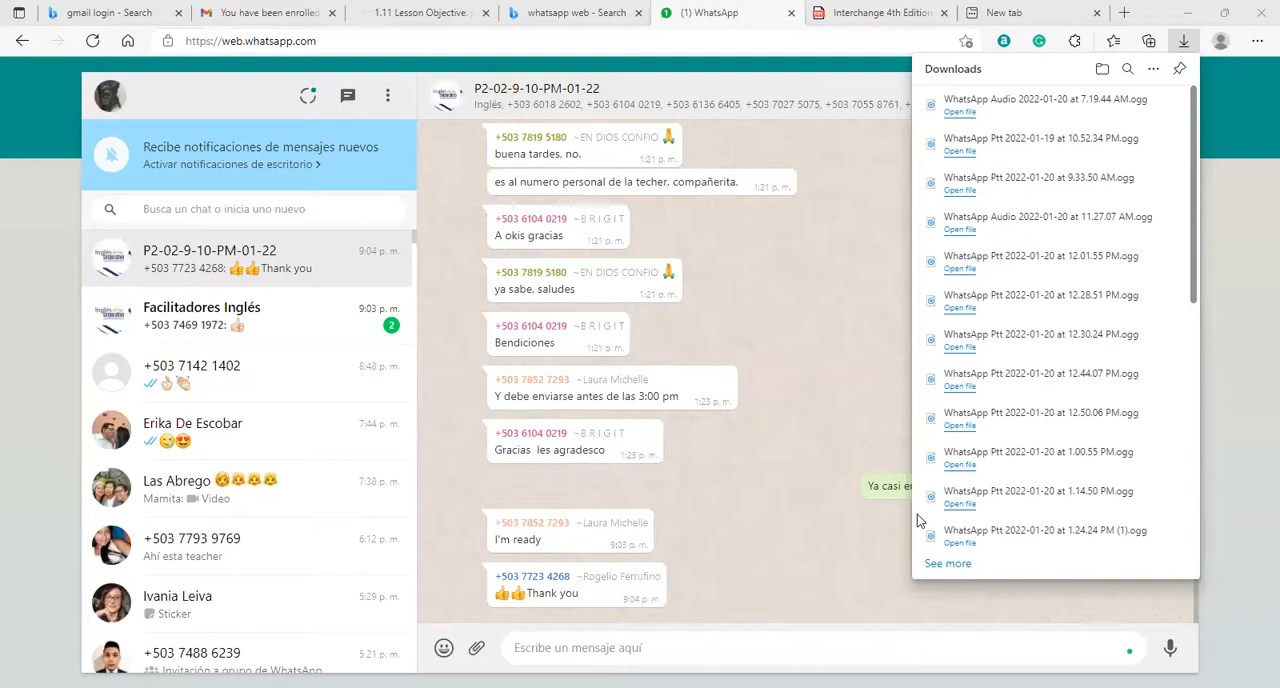 gmail login - Search
You have been enrolle
1.11 Lesson Objective.
whatsapp web - Search
(1) WhatsApp
Interchange 4th Edition
New tab
https://web.whatsapp.com
P2-02-9-10-PM-01-22
Inglés, +503 6018 2602, +503 6104 0219, +503 6136 6405, +503 7027 5075, +503 7055 8761, +
Recibe notificaciones de mensajes nuevos
Activar notificaciones de escritorio >
Busca un chat o inicia uno nuevo
P2-02-9-10-PM-01-22
9:04 p. m.
+503 7723 4268: 👍👍Thank you
Facilitadores Inglés
9:03 p. m.
+503 7469 1972: 👍🏻
2
+503 7142 1402
8:48 p. m.
Erika De Escobar
7:44 p. m.
Las Abrego
7:38 p. m.
Mamita: Video
+503 7793 9769
6:12 p. m.
Ahí esta teacher
Ivania Leiva
5:29 p. m.
Sticker
+503 7488 6239
5:21 p. m.
Invitación a grupo de WhatsApp
+503 7819 5180 ~EN DIOS CONFIO 🙏
buena tardes, no.
1:21 p. m.
es al numero personal de la techer, compañerita.
1:21 p. m.
+503 6104 0219 ~B R I G I T
A okis gracias
1:21 p. m.
+503 7819 5180 ~EN DIOS CONFIO 🙏
ya sabe, saludes
1:21 p. m.
+503 6104 0219 ~B R I G I T
Bendiciones
1:21 p. m.
+503 7852 7293 ~Laura Michelle
Y debe enviarse antes de las 3:00 pm
1:23 p. m.
+503 6104 0219 ~B R I G I T
Gracias les agradesco
1:25 p. m.
Ya casi en
+503 7852 7293 ~Laura Michelle
I'm ready
9:03 p. m.
+503 7723 4268 ~Rogelio Ferrufino
👍👍Thank you
9:04 p. m.
Escribe un mensaje aquí
Downloads
WhatsApp Audio 2022-01-20 at 7.19.44 AM.ogg
Open file
WhatsApp Ptt 2022-01-19 at 10.52.34 PM.ogg
Open file
WhatsApp Ptt 2022-01-20 at 9.33.50 AM.ogg
Open file
WhatsApp Audio 2022-01-20 at 11.27.07 AM.ogg
Open file
WhatsApp Ptt 2022-01-20 at 12.01.55 PM.ogg
Open file
WhatsApp Ptt 2022-01-20 at 12.28.51 PM.ogg
Open file
WhatsApp Ptt 2022-01-20 at 12.30.24 PM.ogg
Open file
WhatsApp Ptt 2022-01-20 at 12.44.07 PM.ogg
Open file
WhatsApp Ptt 2022-01-20 at 12.50.06 PM.ogg
Open file
WhatsApp Ptt 2022-01-20 at 1.00.55 PM.ogg
Open file
WhatsApp Ptt 2022-01-20 at 1.14.50 PM.ogg
Open file
WhatsApp Ptt 2022-01-20 at 1.24.24 PM (1).ogg
Open file
See more